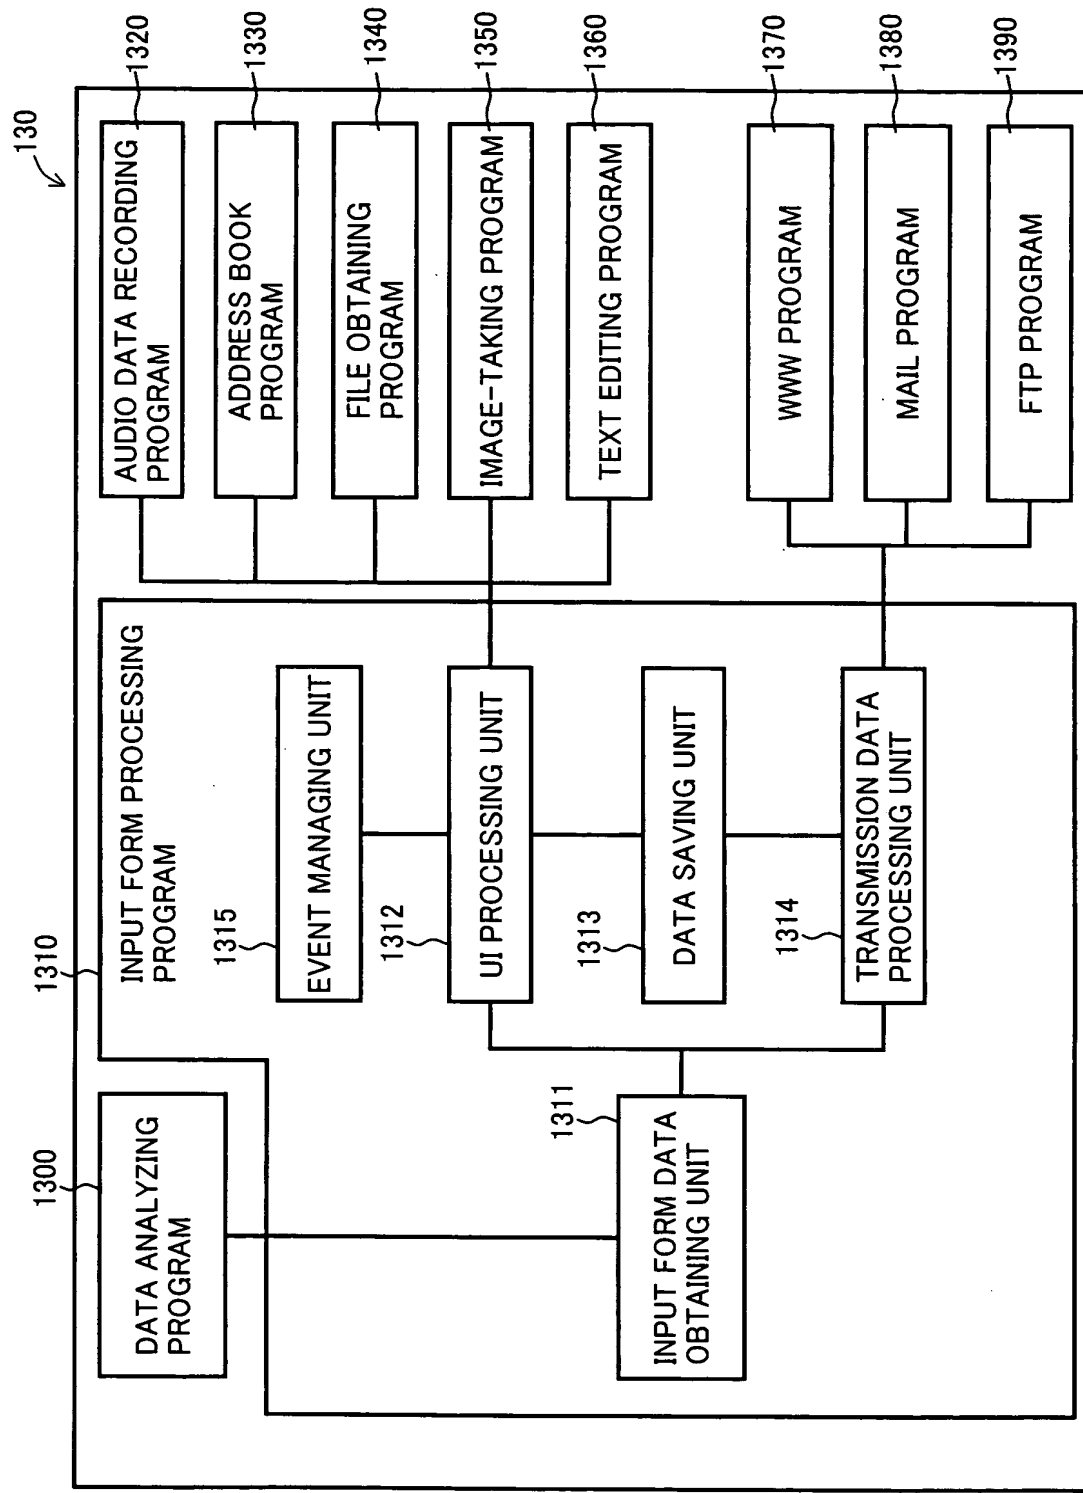 130
1300
DATA ANALYZING
PROGRAM
1310
INPUT FORM PROCESSING
PROGRAM
1311
INPUT FORM DATA
OBTAINING UNIT
1315
EVENT MANAGING UNIT
1312
UI PROCESSING UNIT
1313
DATA SAVING UNIT
1314
TRANSMISSION DATA
PROCESSING UNIT
AUDIO DATA RECORDING
PROGRAM
1320
ADDRESS BOOK
PROGRAM
1330
FILE OBTAINING
PROGRAM
1340
IMAGE-TAKING PROGRAM
1350
TEXT EDITING PROGRAM
1360
WWW PROGRAM
1370
MAIL PROGRAM
1380
FTP PROGRAM
1390